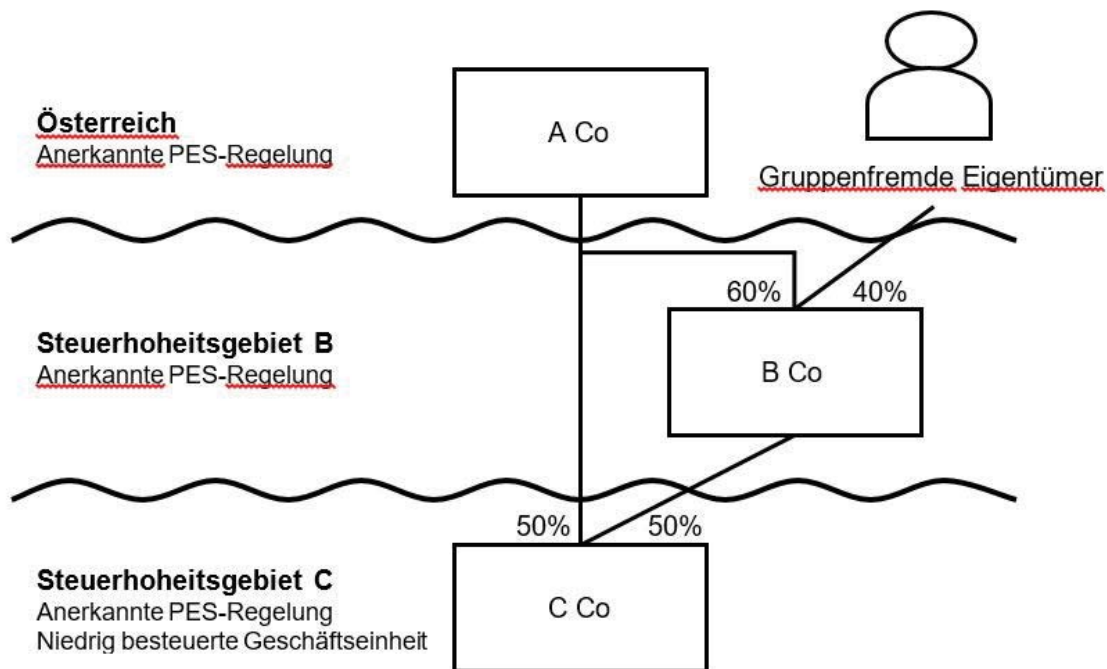 Österreich
Anerkannte PES-Regelung
A Co
Gruppenfremde Eigentümer
60%
40%
Steuerhoheitsgebiet B
Anerkannte PES-Regelung
B Co
50%
50%
Steuerhoheitsgebiet C
Anerkannte PES-Regelung
Niedrig besteuerte Geschäftseinheit
C Co